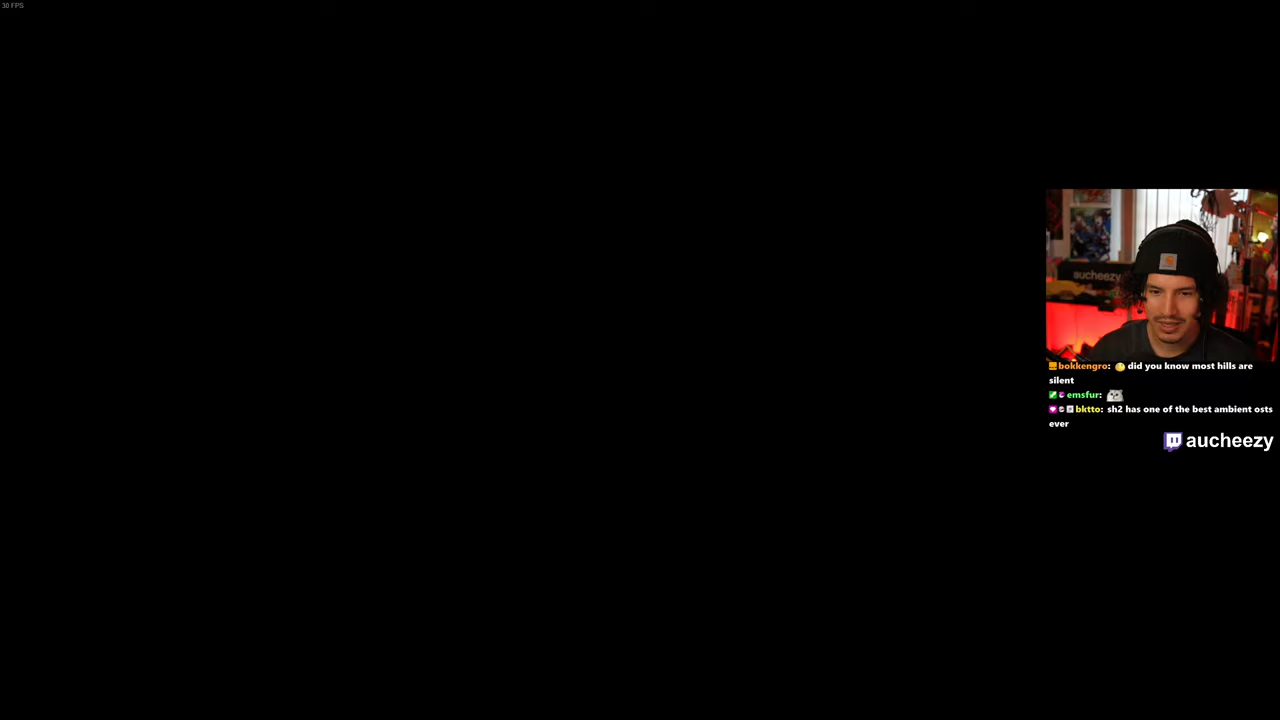 30 FPS
aucheezy
bokkengro: did you know most hills are
silent
emsfur:
bktto: sh2 has one of the best ambient osts
ever
aucheezy